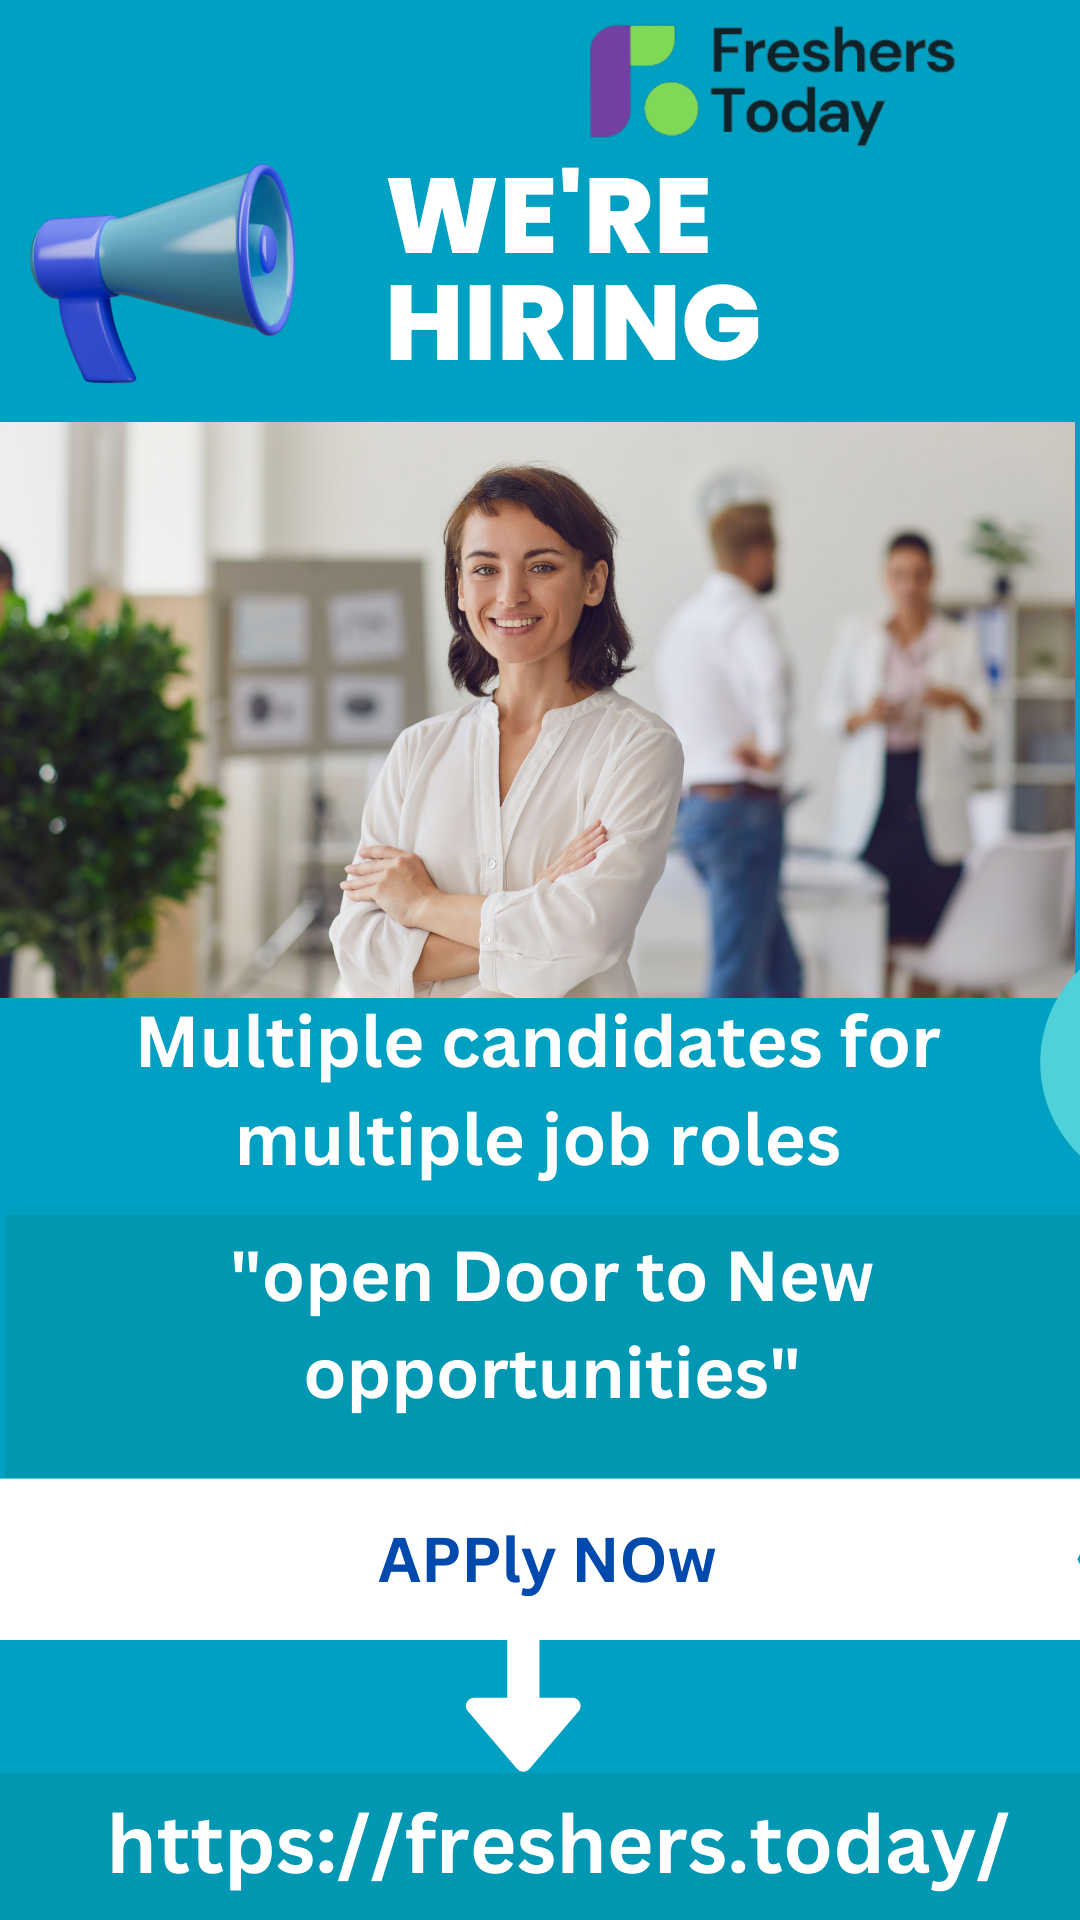 Freshers
Today
WE'RE
HIRING
Multiple candidates for
multiple job roles
"open Door to New
opportunities"
APPly NOw
https://freshers.today/